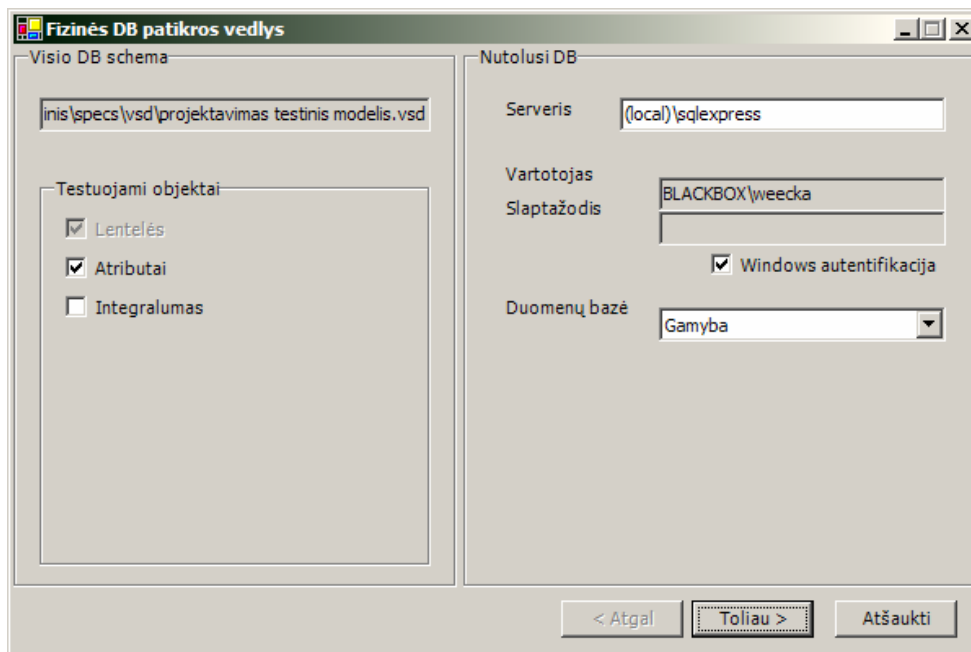 Fizinės DB patikros vedlys
Visio DB schema
inis\specs\vsd\projektavimas testinis modelis.vsd
Testuojami objektai
Lentelės
Atributai
Integralumas
Nutolusi DB
Serveris (local)\sqlexpress
Vartotojas BLACKBOX\weecka
Slaptažodis
Windows autentifikacija
Duomenų bazė Gamyba
< Atgal Toliau > Atšaukti